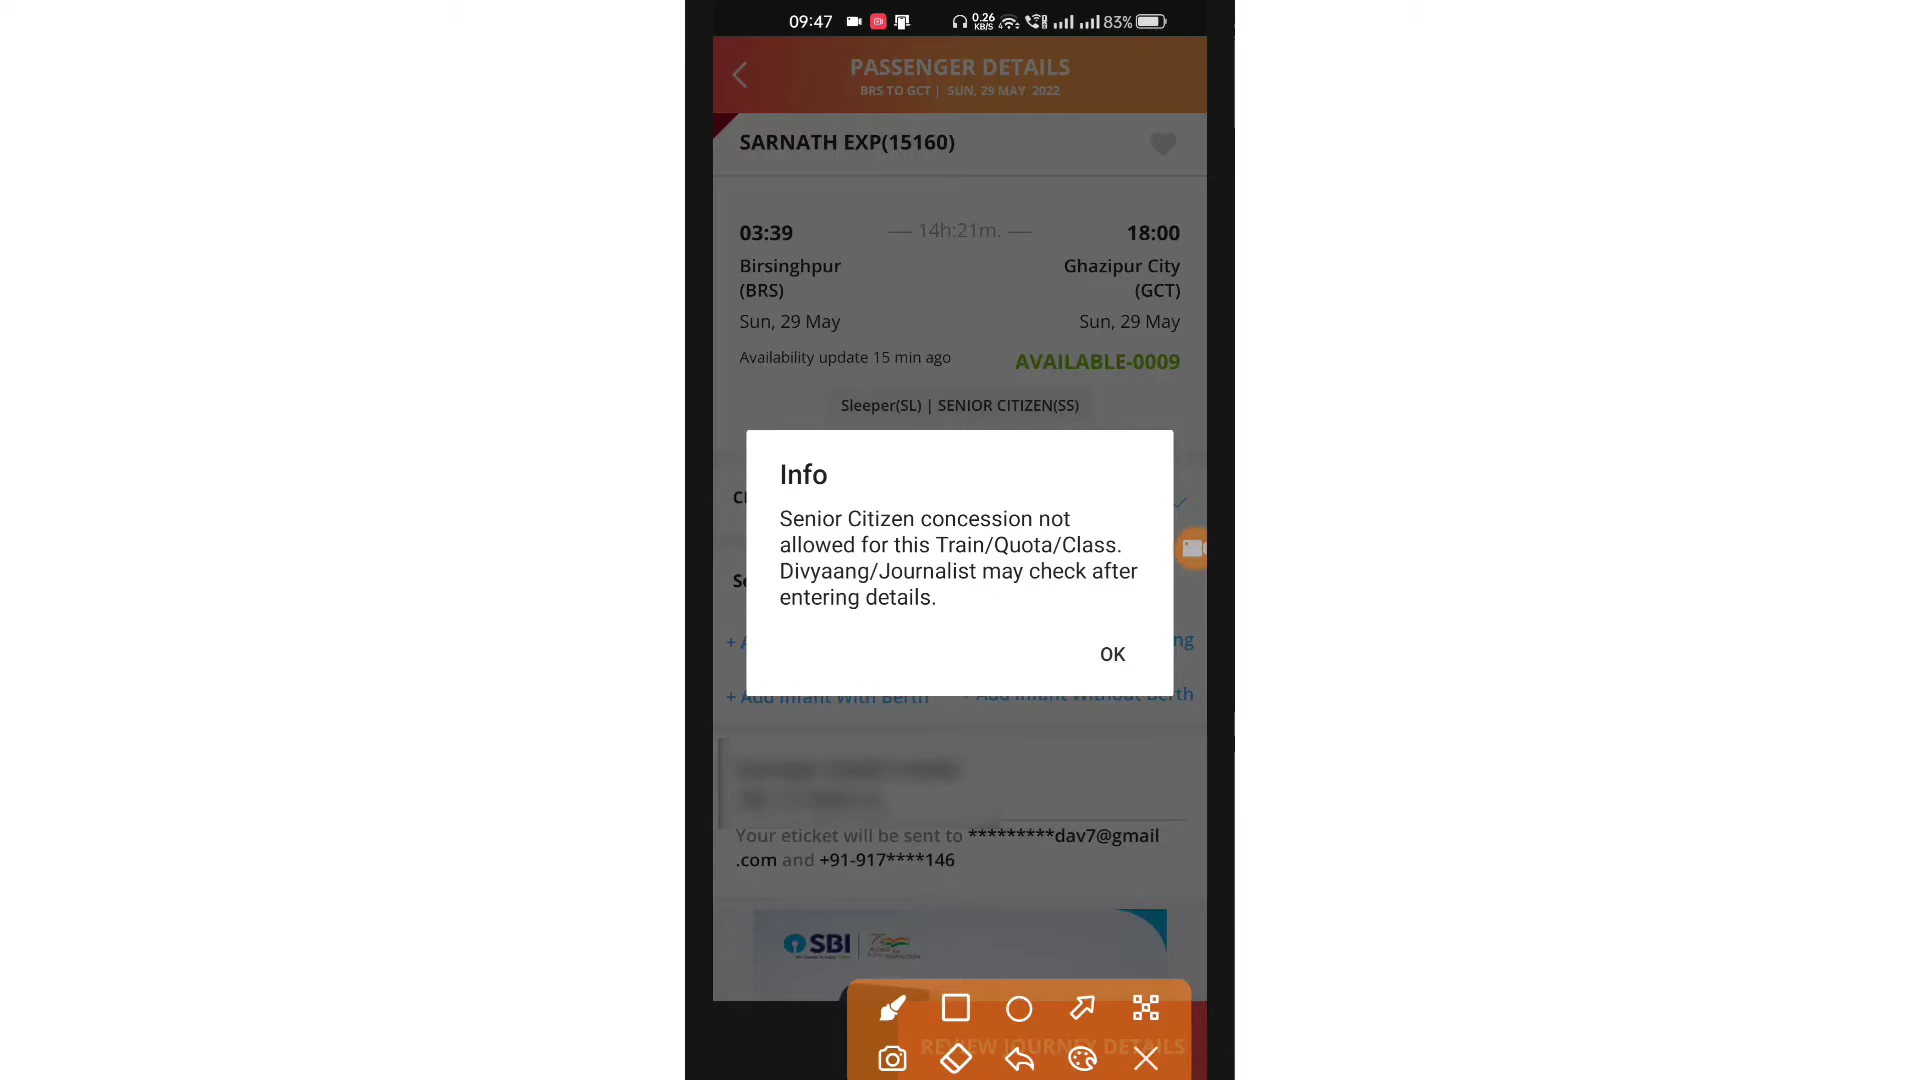 09:47 0.26 KB/S 83%
PASSENGER DETAILS
BRS TO GCT | SUN, 29 MAY 2022
SARNATH EXP(15160)
03:39 14h:21m. 18:00
Birsinghpur Ghazipur City
(BRS) (GCT)
Sun, 29 May Sun, 29 May
Availability update 15 min ago AVAILABLE-0009
Sleeper(SL) | SENIOR CITIZEN(SS)
Info
Senior Citizen concession not
allowed for this Train/Quota/Class.
Divyaang/Journalist may check after
entering details.
OK
+ Add Infant With Berth + Add Infant Without Berth
Your eticket will be sent to *********dav7@gmail
.com and +91-917****146
SBI
REVIEW JOURNEY DETAILS